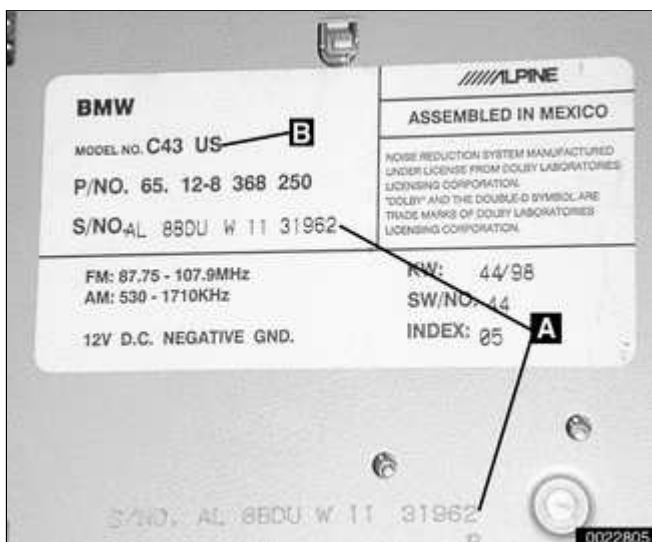 BMW
MODEL NO. C43 US
B
P/NO. 65. 12-8 368 250
S/NO. AL 8BDU W 11 31962
/////ALPINE
ASSEMBLED IN MEXICO
NOISE REDUCTION SYSTEM MANUFACTURED
UNDER LICENSE FROM DOLBY LABORATORIES
LICENSING CORPORATION.
"DOLBY" AND THE DOUBLE-D SYMBOL ARE
TRADE MARKS OF DOLBY LABORATORIES
LICENSING CORPORATION.
FM: 87.75 - 107.9MHz
AM: 530 - 1710KHz
12V D.C. NEGATIVE GND.
KW: 44/98
SW/NO. 44
INDEX: 05
A
S/NO. AL 8BDU W 11 31962
0022805